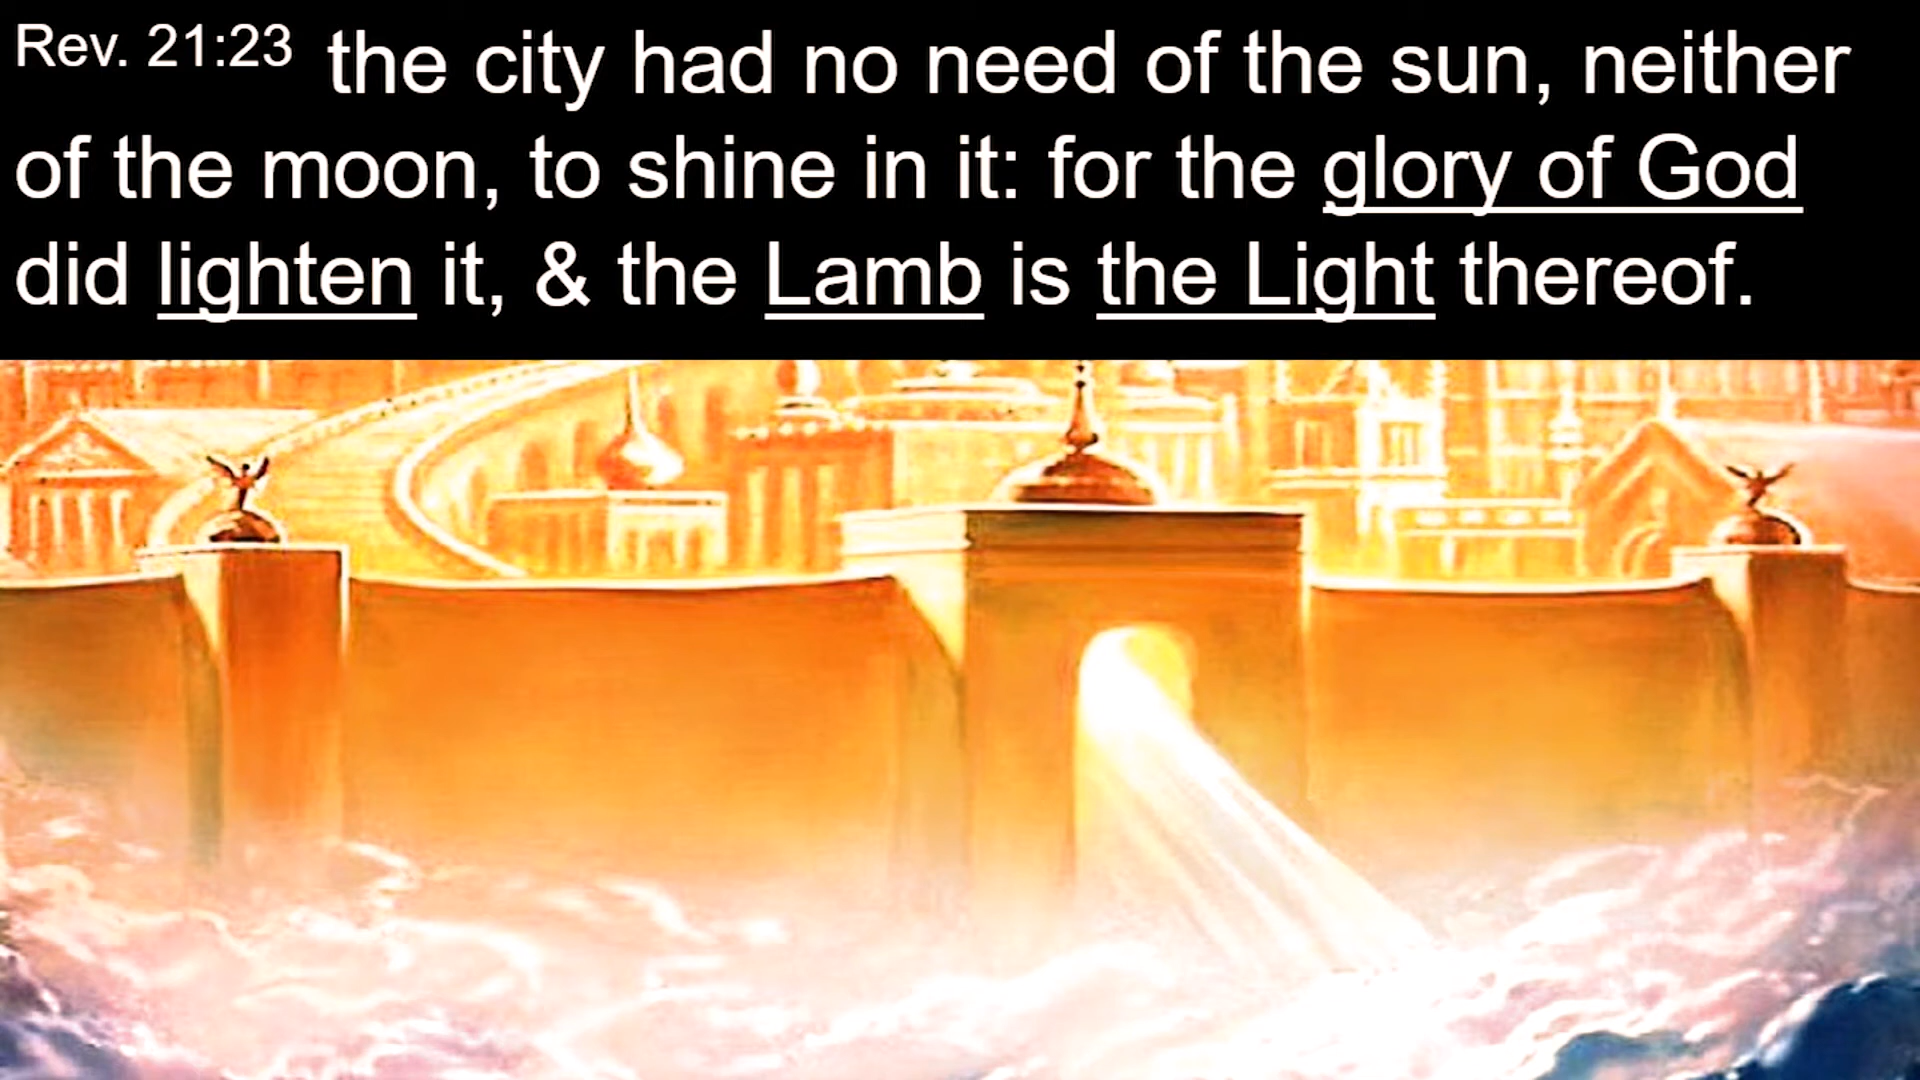 Rev. 21:23 the city had no need of the sun, neither
of the moon, to shine in it: for the glory of God
did lighten it, & the Lamb is the Light thereof.